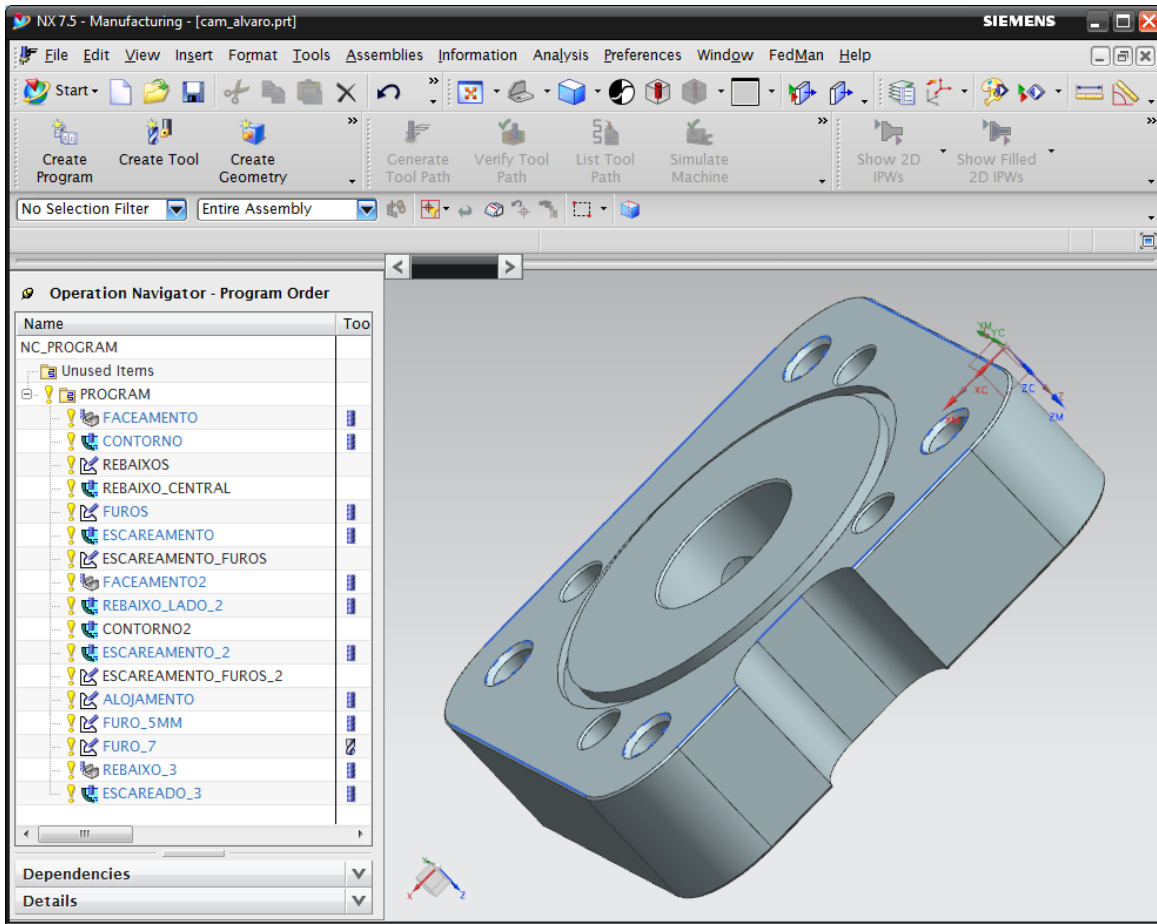 NX 7.5 - Manufacturing - [cam_alvaro.prt] SIEMENS
File Edit View Insert Format Tools Assemblies Information Analysis Preferences Window FedMan Help
Start
Create Program Create Tool Create Geometry Generate Tool Path Verify Tool Path List Tool Path Simulate Machine Show 2D IPWs Show Filled 2D IPWs
No Selection Filter Entire Assembly
Operation Navigator - Program Order
Name Too
NC_PROGRAM
Unused Items
PROGRAM
FACEAMENTO
CONTORNO
REBAIXOS
REBAIXO_CENTRAL
FUROS
ESCAREAMENTO
ESCAREAMENTO_FUROS
FACEAMENTO2
REBAIXO_LADO_2
CONTORNO2
ESCAREAMENTO_2
ESCAREAMENTO_FUROS_2
ALOJAMENTO
FURO_5MM
FURO_7
REBAIXO_3
ESCAREADO_3
Dependencies
Details
YM YC
XC ZC Z
XM ZM
Y
X Z